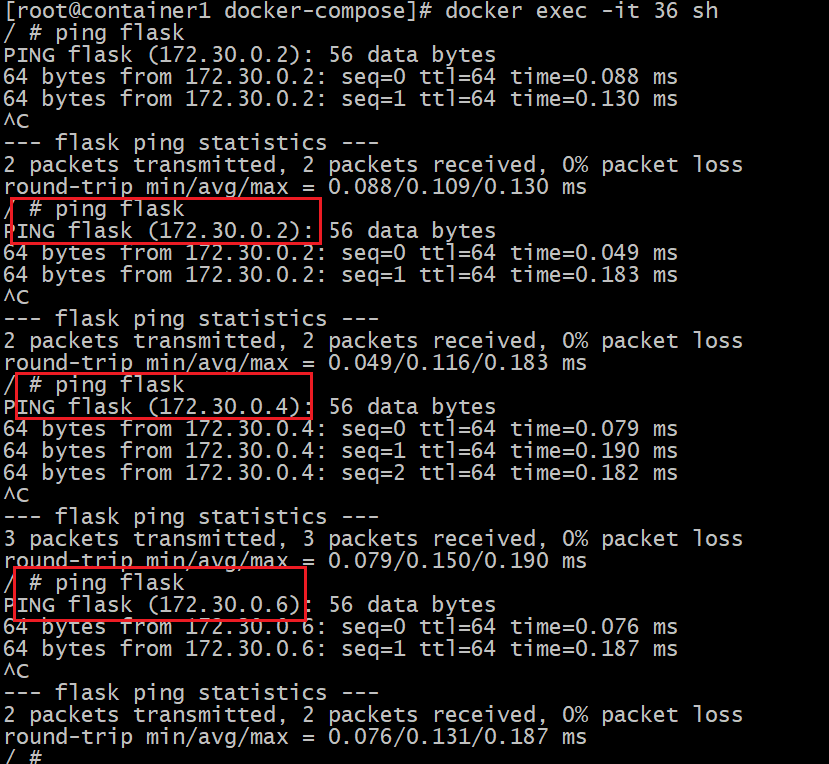 [root@container1 docker-compose]# docker exec -it 36 sh
/ # ping flask
PING flask (172.30.0.2): 56 data bytes
64 bytes from 172.30.0.2: seq=0 ttl=64 time=0.088 ms
64 bytes from 172.30.0.2: seq=1 ttl=64 time=0.130 ms
^C
--- flask ping statistics ---
2 packets transmitted, 2 packets received, 0% packet loss
round-trip min/avg/max = 0.088/0.109/0.130 ms
/ # ping flask
PING flask (172.30.0.2): 56 data bytes
64 bytes from 172.30.0.2: seq=0 ttl=64 time=0.049 ms
64 bytes from 172.30.0.2: seq=1 ttl=64 time=0.183 ms
^C
--- flask ping statistics ---
2 packets transmitted, 2 packets received, 0% packet loss
round-trip min/avg/max = 0.049/0.116/0.183 ms
/ # ping flask
PING flask (172.30.0.4): 56 data bytes
64 bytes from 172.30.0.4: seq=0 ttl=64 time=0.079 ms
64 bytes from 172.30.0.4: seq=1 ttl=64 time=0.190 ms
64 bytes from 172.30.0.4: seq=2 ttl=64 time=0.182 ms
^C
--- flask ping statistics ---
3 packets transmitted, 3 packets received, 0% packet loss
round-trip min/avg/max = 0.079/0.150/0.190 ms
/ # ping flask
PING flask (172.30.0.6): 56 data bytes
64 bytes from 172.30.0.6: seq=0 ttl=64 time=0.076 ms
64 bytes from 172.30.0.6: seq=1 ttl=64 time=0.187 ms
^C
--- flask ping statistics ---
2 packets transmitted, 2 packets received, 0% packet loss
round-trip min/avg/max = 0.076/0.131/0.187 ms
/ #